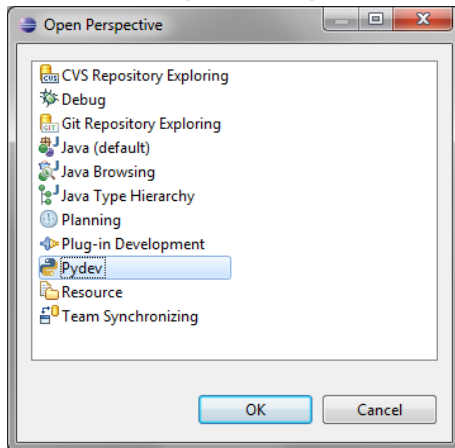 Open Perspective
CVS Repository Exploring
Debug
Git Repository Exploring
Java (default)
Java Browsing
Java Type Hierarchy
Planning
Plug-in Development
Pydev
Resource
Team Synchronizing
OK Cancel